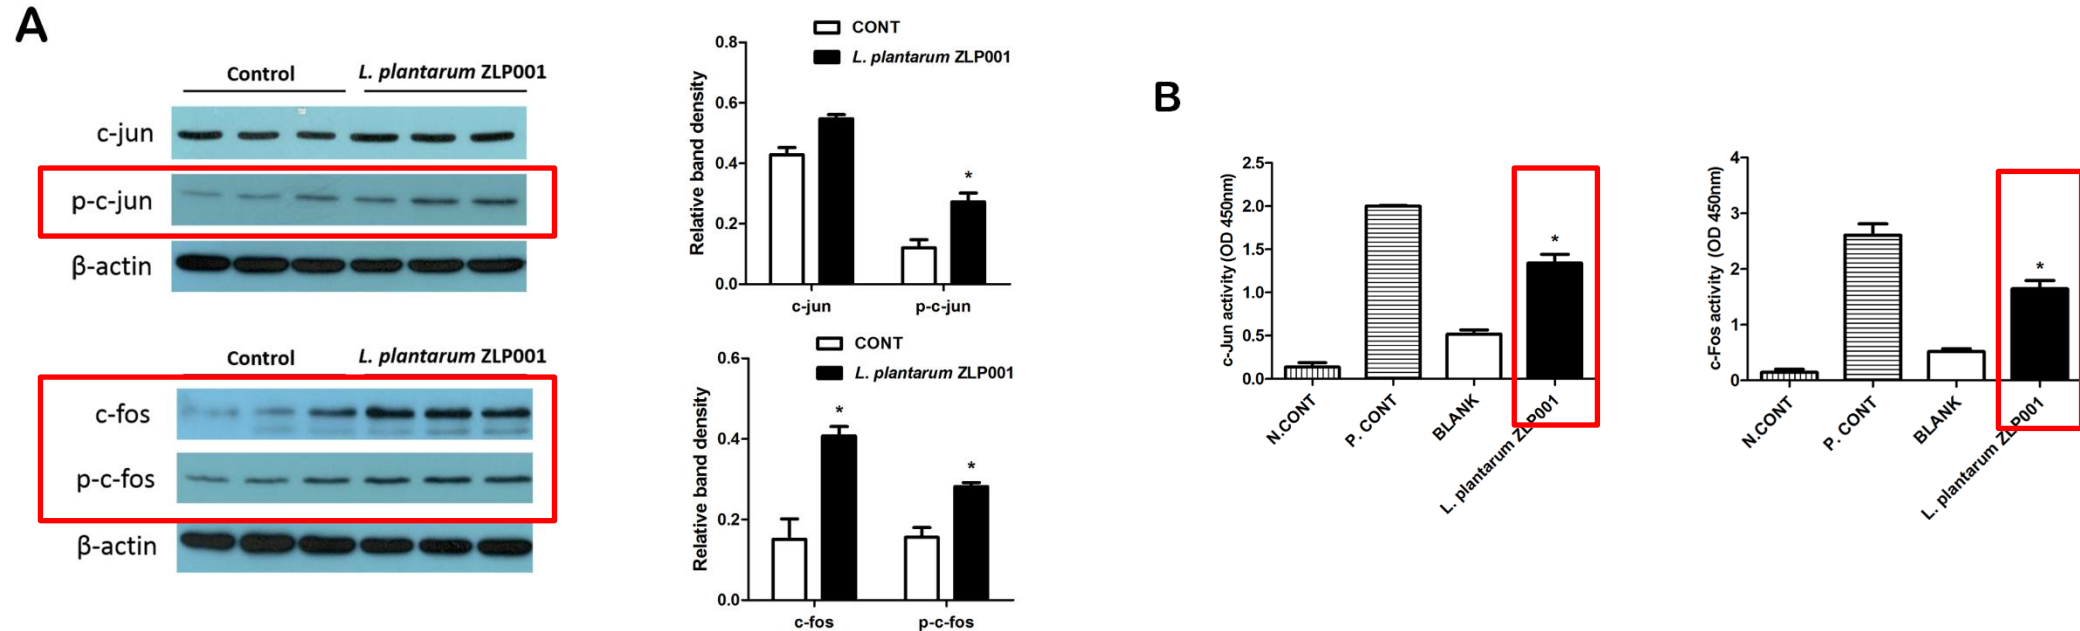 A
Control L. plantarum ZLP001
c-jun
p-c-jun
β-actin
Control L. plantarum ZLP001
c-fos
p-c-fos
β-actin
CONT
L. plantarum ZLP001
Relative band density
0.8
0.6
0.4
0.2
0.0
*
c-jun p-c-jun
CONT
L. plantarum ZLP001
Relative band density
0.6
0.4
0.2
0.0
* *
c-fos p-c-fos
B
c-Jun activity (OD 450nm)
2.5
2.0
1.5
1.0
0.5
0.0
*
N.CONT
P. CONT
BLANK
L. plantarum ZLP001
c-Fos activity (OD 450nm)
4
3
2
1
0
*
N.CONT
P. CONT
BLANK
L. plantarum ZLP001